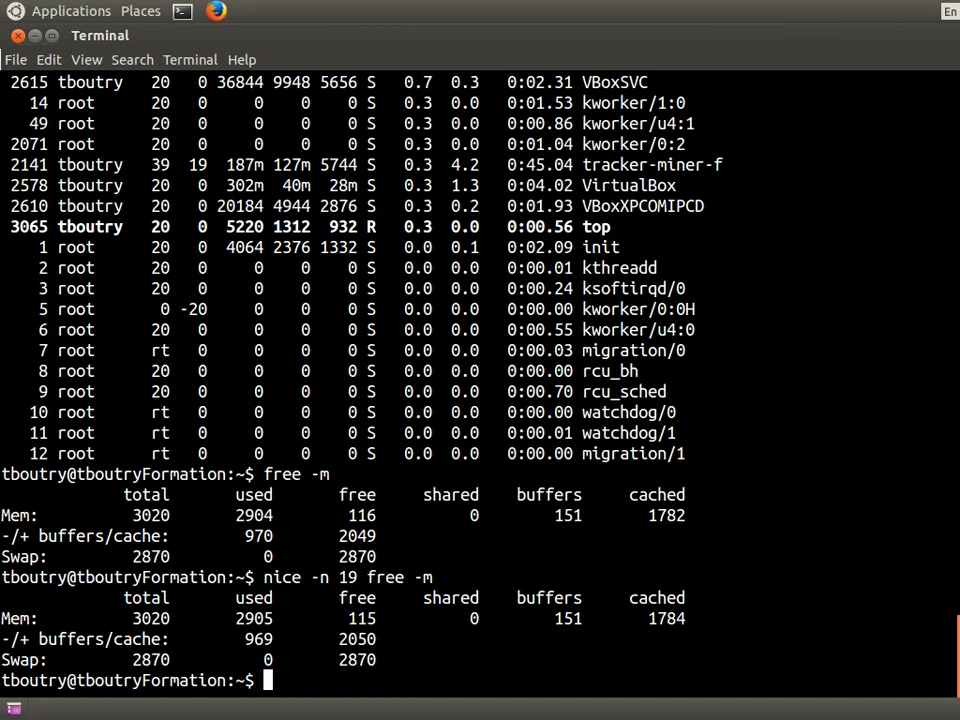 Applications Places
En
Terminal
File Edit View Search Terminal Help
2615 tboutry 20 0 36844 9948 5656 S 0.7 0.3 0:02.31 VBoxSVC
14 root 20 0 0 0 0 S 0.3 0.0 0:01.53 kworker/1:0
49 root 20 0 0 0 0 S 0.3 0.0 0:00.86 kworker/u4:1
2071 root 20 0 0 0 0 S 0.3 0.0 0:01.04 kworker/0:2
2141 tboutry 39 19 187m 127m 5744 S 0.3 4.2 0:45.04 tracker-miner-f
2578 tboutry 20 0 302m 40m 28m S 0.3 1.3 0:04.02 VirtualBox
2610 tboutry 20 0 20184 4944 2876 S 0.3 0.2 0:01.93 VBoxXPCOMIPCD
3065 tboutry 20 0 5220 1312 932 R 0.3 0.0 0:00.56 top
1 root 20 0 4064 2376 1332 S 0.0 0.1 0:02.09 init
2 root 20 0 0 0 0 S 0.0 0.0 0:00.01 kthreadd
3 root 20 0 0 0 0 S 0.0 0.0 0:00.24 ksoftirqd/0
5 root 0 -20 0 0 0 S 0.0 0.0 0:00.00 kworker/0:0H
6 root 20 0 0 0 0 S 0.0 0.0 0:00.55 kworker/u4:0
7 root rt 0 0 0 0 S 0.0 0.0 0:00.03 migration/0
8 root 20 0 0 0 0 S 0.0 0.0 0:00.00 rcu_bh
9 root 20 0 0 0 0 S 0.0 0.0 0:00.70 rcu_sched
10 root rt 0 0 0 0 S 0.0 0.0 0:00.00 watchdog/0
11 root rt 0 0 0 0 S 0.0 0.0 0:00.01 watchdog/1
12 root rt 0 0 0 0 S 0.0 0.0 0:00.00 migration/1
tboutry@tboutryFormation:~$ free -m
total used free shared buffers cached
Mem: 3020 2904 116 0 151 1782
-/+ buffers/cache: 970 2049
Swap: 2870 0 2870
tboutry@tboutryFormation:~$ nice -n 19 free -m
total used free shared buffers cached
Mem: 3020 2905 115 0 151 1784
-/+ buffers/cache: 969 2050
Swap: 2870 0 2870
tboutry@tboutryFormation:~$